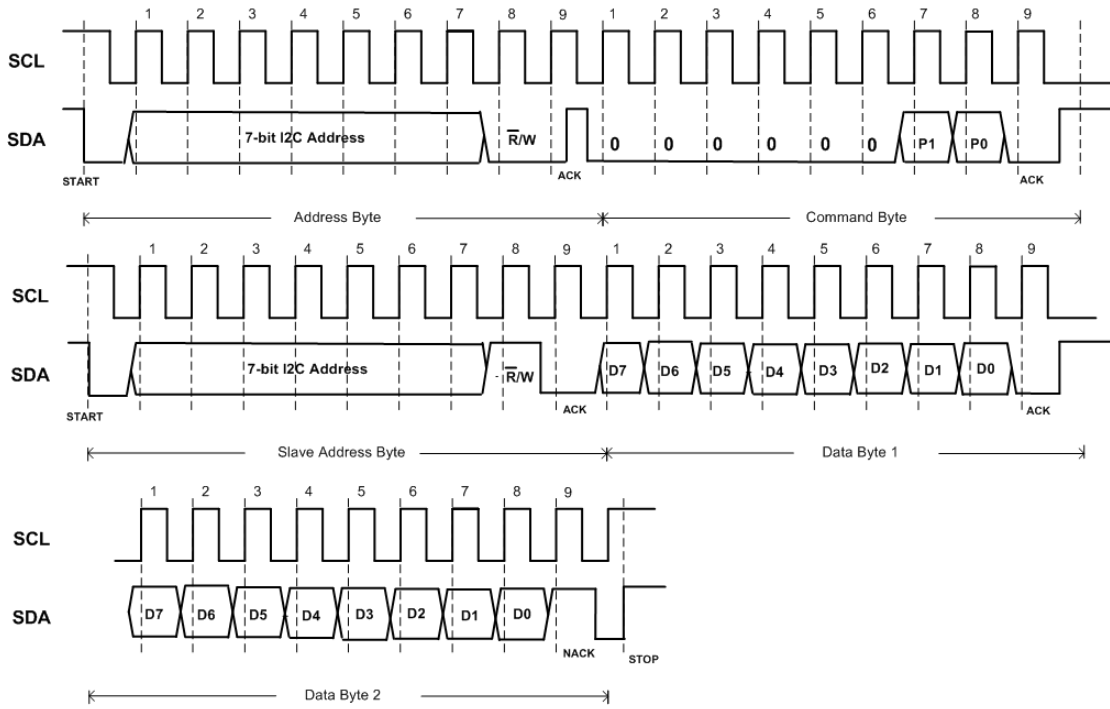 1 2 3 4 5 6 7 8 9 1 2 3 4 5 6 7 8 9
SCL
SDA
7-bit I2C Address R̅/W 0 0 0 0 0 0 P1 P0
START ACK ACK
Address Byte Command Byte
1 2 3 4 5 6 7 8 9 1 2 3 4 5 6 7 8 9
SCL
SDA
7-bit I2C Address R̅/W D7 D6 D5 D4 D3 D2 D1 D0
START ACK ACK
Slave Address Byte Data Byte 1
1 2 3 4 5 6 7 8 9
SCL
SDA
D7 D6 D5 D4 D3 D2 D1 D0
NACK STOP
Data Byte 2